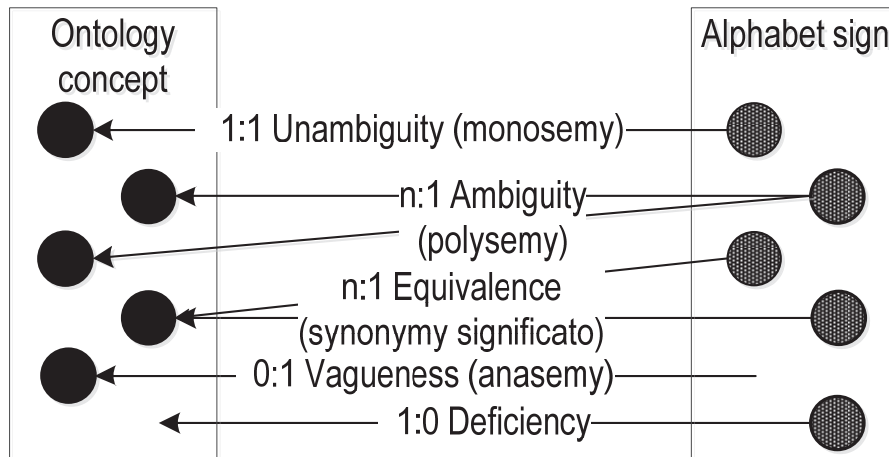 Ontology
concept
Alphabet sign
1:1 Unambiguity (monosemy)
n:1 Ambiguity
(polysemy)
n:1 Equivalence
(synonymy significato)
0:1 Vagueness (anasemy)
1:0 Deficiency